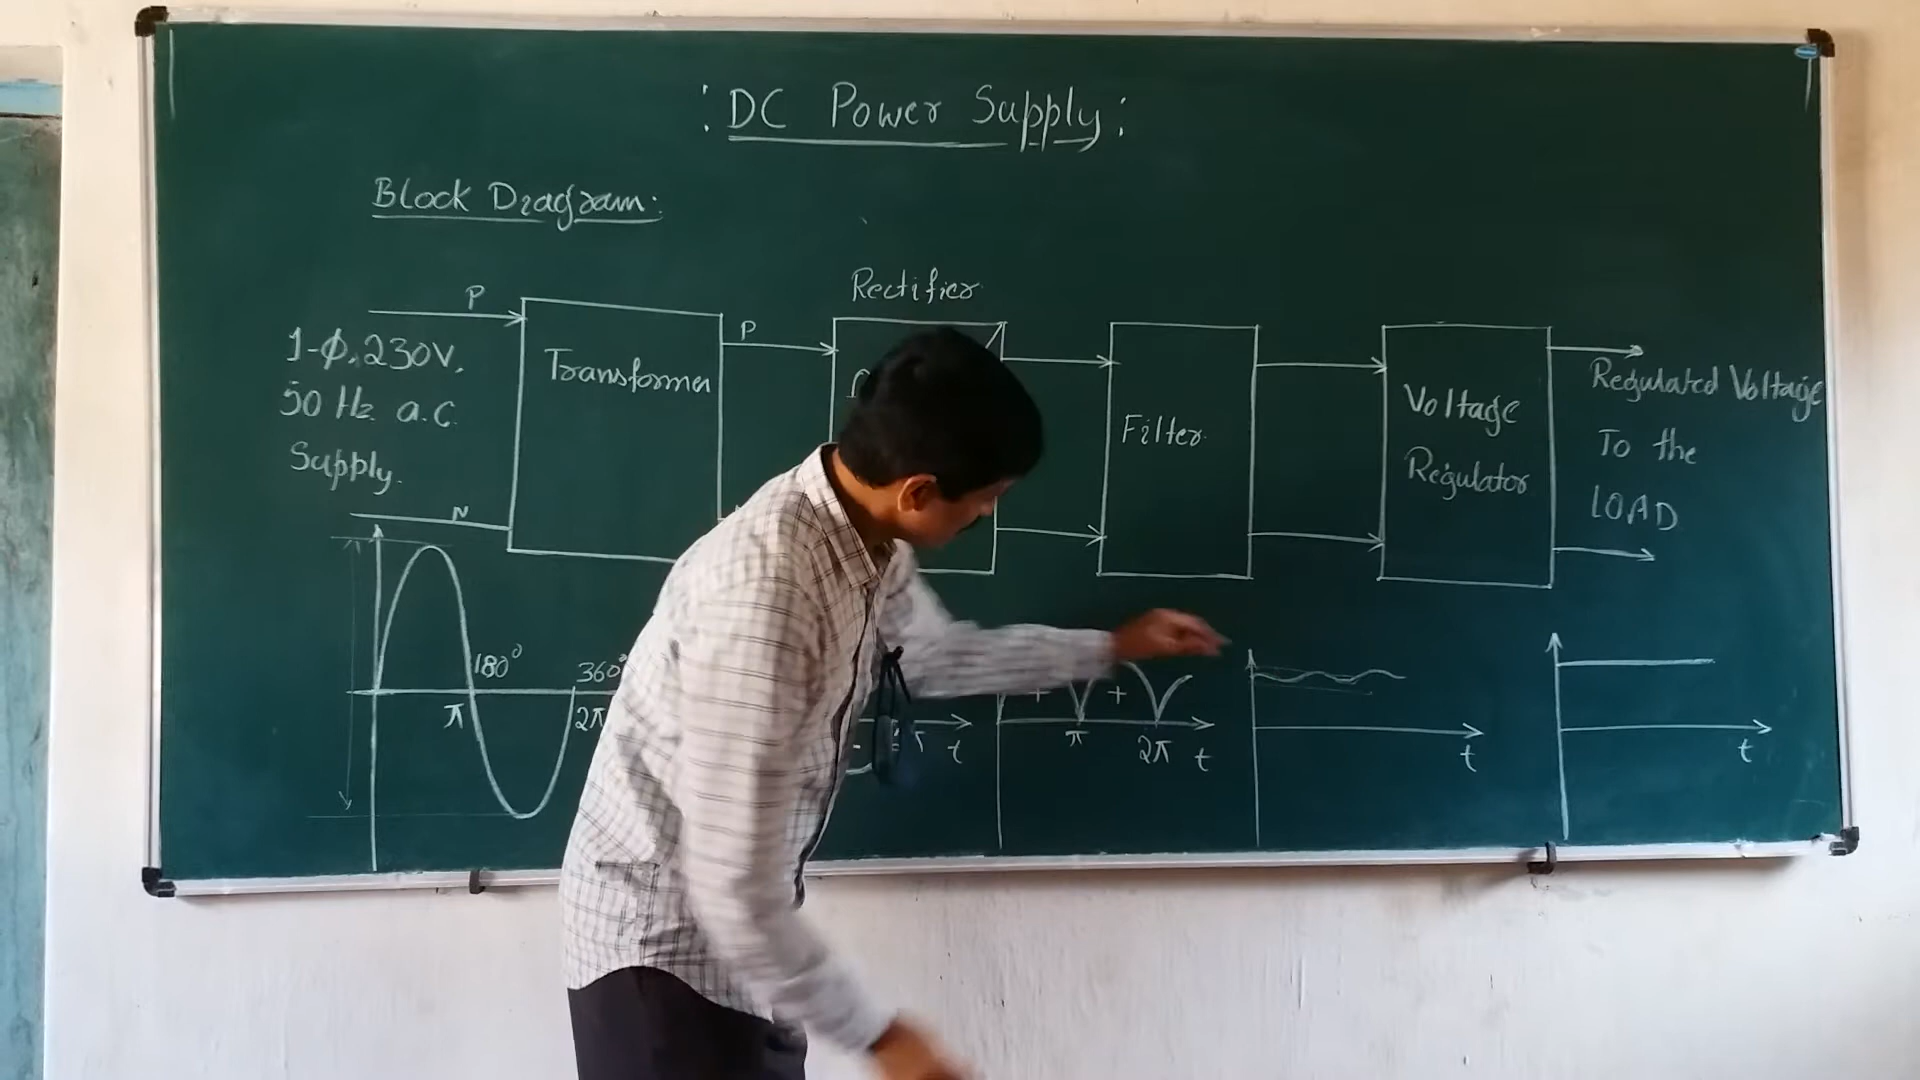 : DC Power Supply :
Block Diagram:
Rectifier
P
P
1-ϕ, 230V,
50 Hz a.c.
Supply.
N
Transformer
Filter
Voltage
Regulator
Regulated Voltage
To the
LOAD
180°
360°
π
2π
-
t
+
+
π
2π
t
t
t